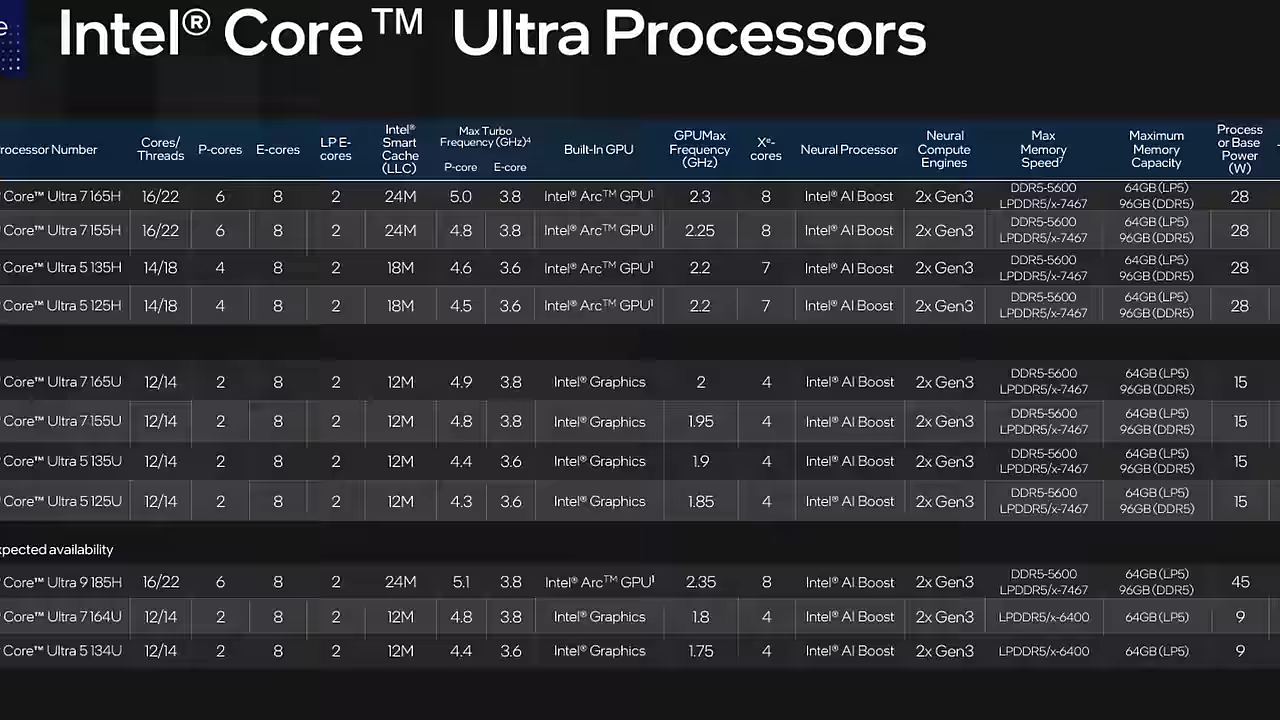 e
Intel® Core™ Ultra Processors
rocessor Number Cores/Threads P-cores E-cores LP E-cores Intel® Smart Cache (LLC) Max Turbo Frequency (GHz)⁴ P-core E-core Built-In GPU GPUMax Frequency (GHz) Xᵉ-cores Neural Processor Neural Compute Engines Max Memory Speed⁷ Maximum Memory Capacity Process or Base Power (W)
Core™ Ultra 7 165H 16/22 6 8 2 24M 5.0 3.8 Intel® Arc™ GPU¹ 2.3 8 Intel® AI Boost 2x Gen3 DDR5-5600 LPDDR5/x-7467 64GB (LP5) 96GB (DDR5) 28
Core™ Ultra 7 155H 16/22 6 8 2 24M 4.8 3.8 Intel® Arc™ GPU¹ 2.25 8 Intel® AI Boost 2x Gen3 DDR5-5600 LPDDR5/x-7467 64GB (LP5) 96GB (DDR5) 28
Core™ Ultra 5 135H 14/18 4 8 2 18M 4.6 3.6 Intel® Arc™ GPU¹ 2.2 7 Intel® AI Boost 2x Gen3 DDR5-5600 LPDDR5/x-7467 64GB (LP5) 96GB (DDR5) 28
Core™ Ultra 5 125H 14/18 4 8 2 18M 4.5 3.6 Intel® Arc™ GPU¹ 2.2 7 Intel® AI Boost 2x Gen3 DDR5-5600 LPDDR5/x-7467 64GB (LP5) 96GB (DDR5) 28
Core™ Ultra 7 165U 12/14 2 8 2 12M 4.9 3.8 Intel® Graphics 2 4 Intel® AI Boost 2x Gen3 DDR5-5600 LPDDR5/x-7467 64GB (LP5) 96GB (DDR5) 15
Core™ Ultra 7 155U 12/14 2 8 2 12M 4.8 3.8 Intel® Graphics 1.95 4 Intel® AI Boost 2x Gen3 DDR5-5600 LPDDR5/x-7467 64GB (LP5) 96GB (DDR5) 15
Core™ Ultra 5 135U 12/14 2 8 2 12M 4.4 3.6 Intel® Graphics 1.9 4 Intel® AI Boost 2x Gen3 DDR5-5600 LPDDR5/x-7467 64GB (LP5) 96GB (DDR5) 15
Core™ Ultra 5 125U 12/14 2 8 2 12M 4.3 3.6 Intel® Graphics 1.85 4 Intel® AI Boost 2x Gen3 DDR5-5600 LPDDR5/x-7467 64GB (LP5) 96GB (DDR5) 15
xpected availability
Core™ Ultra 9 185H 16/22 6 8 2 24M 5.1 3.8 Intel® Arc™ GPU¹ 2.35 8 Intel® AI Boost 2x Gen3 DDR5-5600 LPDDR5/x-7467 64GB (LP5) 96GB (DDR5) 45
Core™ Ultra 7 164U 12/14 2 8 2 12M 4.8 3.8 Intel® Graphics 1.8 4 Intel® AI Boost 2x Gen3 LPDDR5/x-6400 64GB (LP5) 9
Core™ Ultra 5 134U 12/14 2 8 2 12M 4.4 3.6 Intel® Graphics 1.75 4 Intel® AI Boost 2x Gen3 LPDDR5/x-6400 64GB (LP5) 9